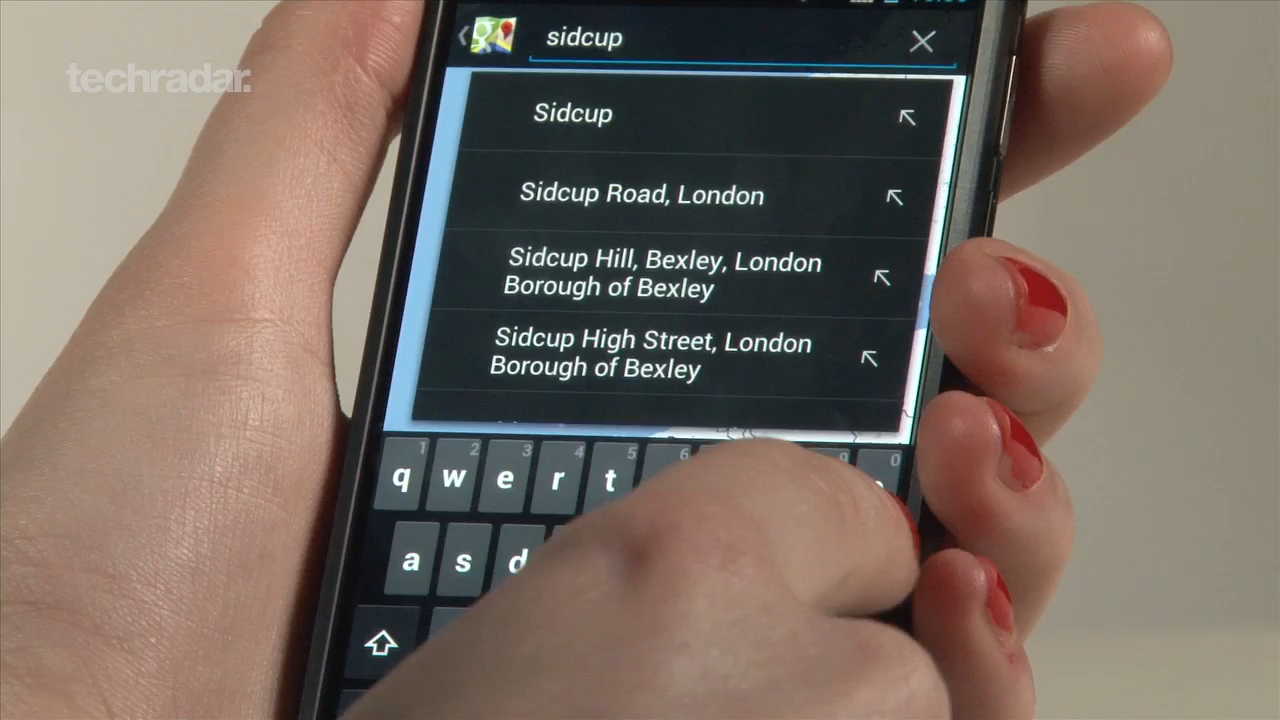 sidcup
techradar.
Sidcup
Sidcup Road, London
Sidcup Hill, Bexley, London
Borough of Bexley
Sidcup High Street, London
Borough of Bexley
1 2 3 4 5 6 9 0
q w e r t
a s d